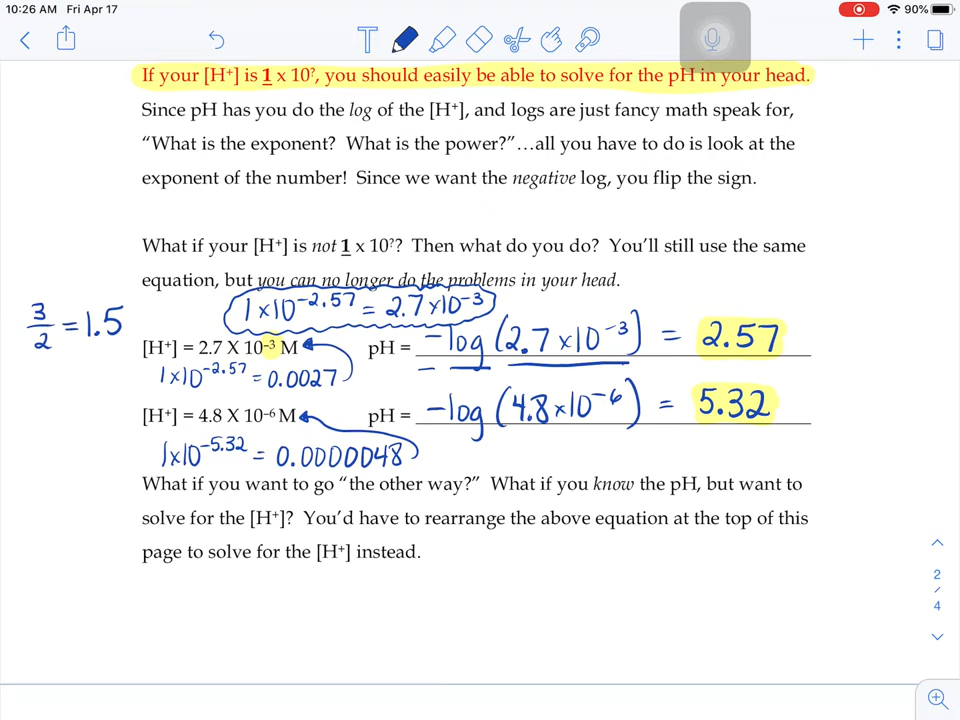 10:26 AM Fri Apr 17 90%
If your [H⁺] is 1 x 10?, you should easily be able to solve for the pH in your head.
Since pH has you do the log of the [H⁺], and logs are just fancy math speak for,
“What is the exponent? What is the power?”…all you have to do is look at the
exponent of the number! Since we want the negative log, you flip the sign.
What if your [H⁺] is not 1 x 10?? Then what do you do? You’ll still use the same
equation, but you can no longer do the problems in your head.
3/2 = 1.5
1x10⁻²·⁵⁷ = 2.7x10⁻³
[H⁺] = 2.7 X 10⁻³ M pH = -log (2.7x10⁻³) = 2.57
1x10⁻²·⁵⁷ = 0.0027
[H⁺] = 4.8 X 10⁻⁶ M pH = -log (4.8x10⁻⁶) = 5.32
1x10⁻⁵·³² = 0.0000048
What if you want to go “the other way?” What if you know the pH, but want to
solve for the [H⁺]? You’d have to rearrange the above equation at the top of this
page to solve for the [H⁺] instead.
2
/
4